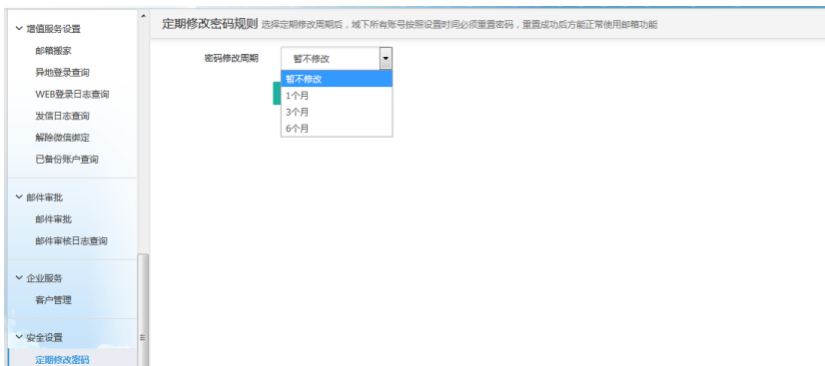 增值服务设置
邮箱搬家
异地登录查询
WEB登录日志查询
发信日志查询
解除微信绑定
已备份账户查询
邮件审批
邮件审批
邮件审核日志查询
企业服务
客户管理
安全设置
定期修改密码
定期修改密码规则 选择定期修改周期后，域下所有账号按照设置时间必须重置密码，重置成功后方能正常使用邮箱功能
密码修改周期 暂不修改
暂不修改
1个月
3个月
6个月